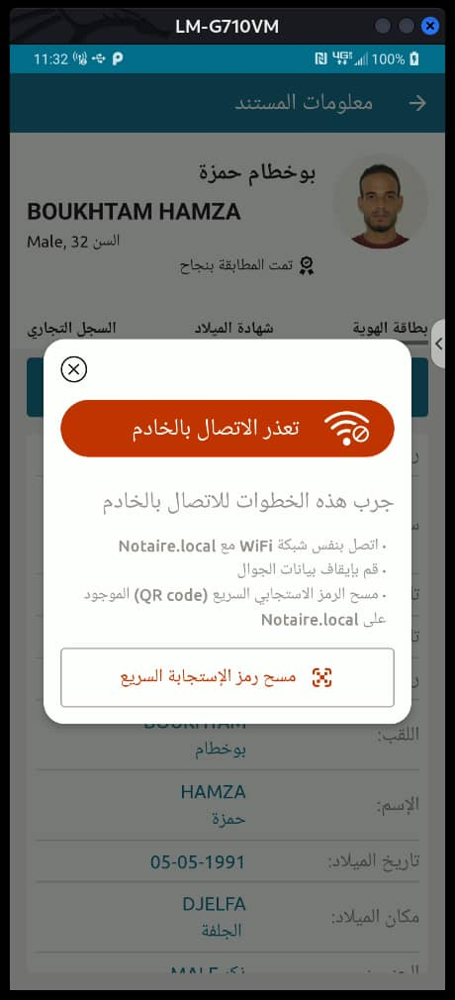 LM-G710VM
11:32
100%
معلومات المستند
بوخطام حمزة
BOUKHTAM HAMZA
Male, 32 السن
تمت المطابقة بنجاح
بطاقة الهوية
شهادة الميلاد
السجل التجاري
تعذر الاتصال بالخادم
جرب هذه الخطوات للاتصال بالخادم
• اتصل بنفس شبكة WiFi مع Notaire.local
• قم بإيقاف بيانات الجوال
• مسح الرمز الاستجابي السريع (QR code) الموجود
على Notaire.local
مسح رمز الإستجابة السريع
BOUKHTAM
اللقب:
بوخطام
HAMZA
الإسم:
حمزة
تاريخ الميلاد:
05-05-1991
DJELFA
مكان الميلاد:
الجلفة
ذكر MALE